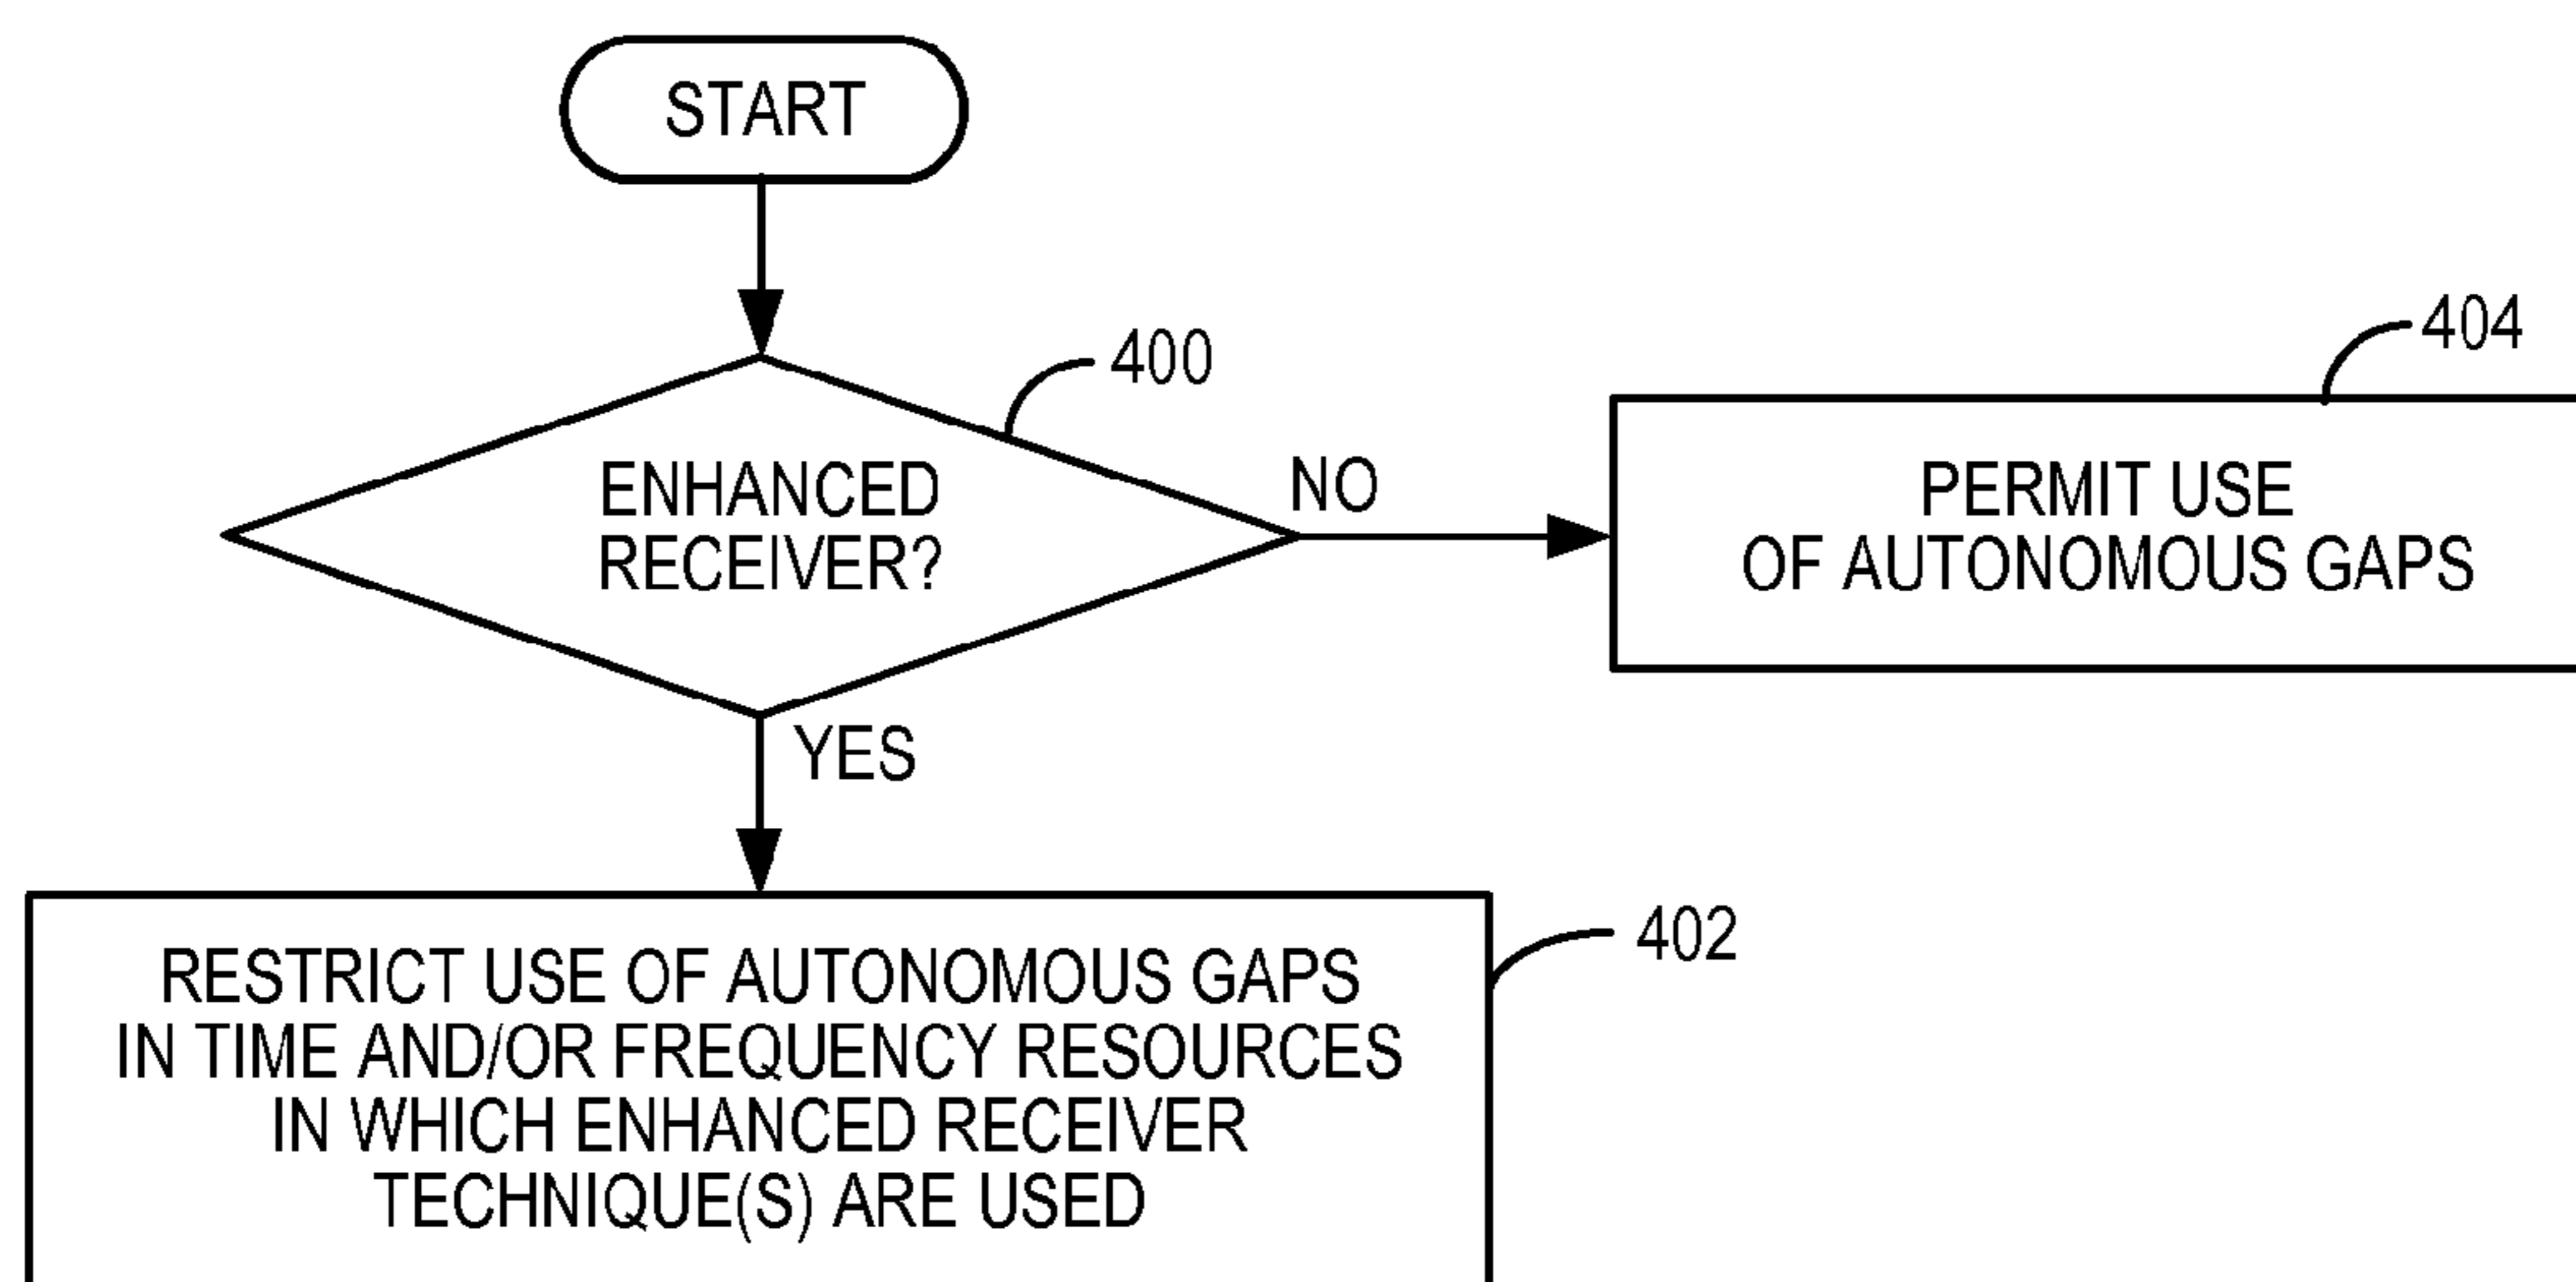 START
400
404
ENHANCED
RECEIVER?
NO
PERMIT USE
OF AUTONOMOUS GAPS
YES
402
RESTRICT USE OF AUTONOMOUS GAPS
IN TIME AND/OR FREQUENCY RESOURCES
IN WHICH ENHANCED RECEIVER
TECHNIQUE(S) ARE USED